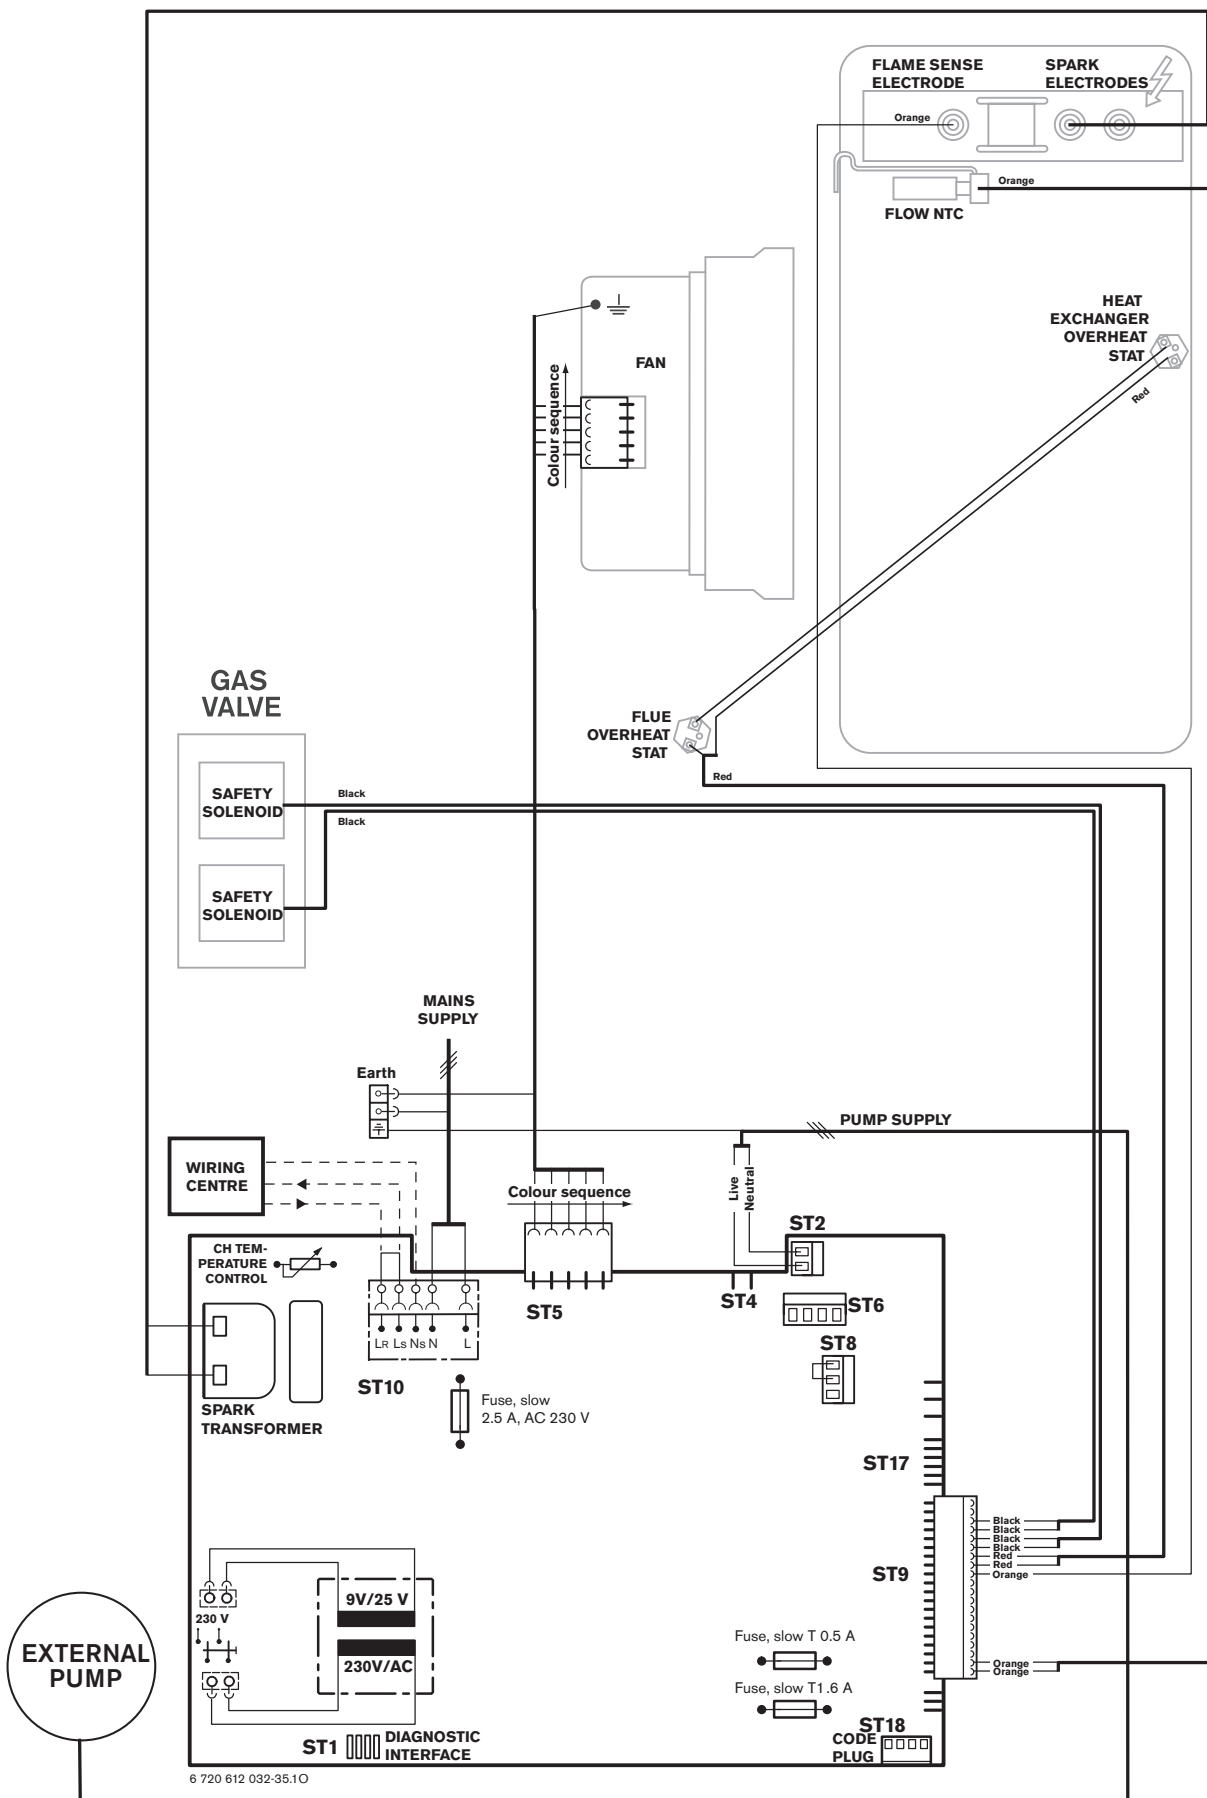 FLAME SENSE
ELECTRODE
SPARK
ELECTRODES
Orange
Orange
FLOW NTC
HEAT
EXCHANGER
OVERHEAT
STAT
Red
FAN
Colour sequence
GAS
VALVE
FLUE
OVERHEAT
STAT
Red
SAFETY
SOLENOID
Black
Black
SAFETY
SOLENOID
MAINS
SUPPLY
Earth
PUMP SUPPLY
WIRING
CENTRE
Live
Neutral
Colour sequence
ST2
CH TEM-
PERATURE
CONTROL
ST5
ST4
ST6
ST8
LR LS NS N L
ST10
SPARK
TRANSFORMER
Fuse, slow
2.5 A, AC 230 V
ST17
Black
Black
Black
Black
Red
Red
Orange
ST9
9V/25 V
230 V
230V/AC
EXTERNAL
PUMP
Fuse, slow T 0.5 A
Orange
Orange
Fuse, slow T1.6 A
ST18
CODE
PLUG
ST1
DIAGNOSTIC
INTERFACE
6 720 612 032-35.1O